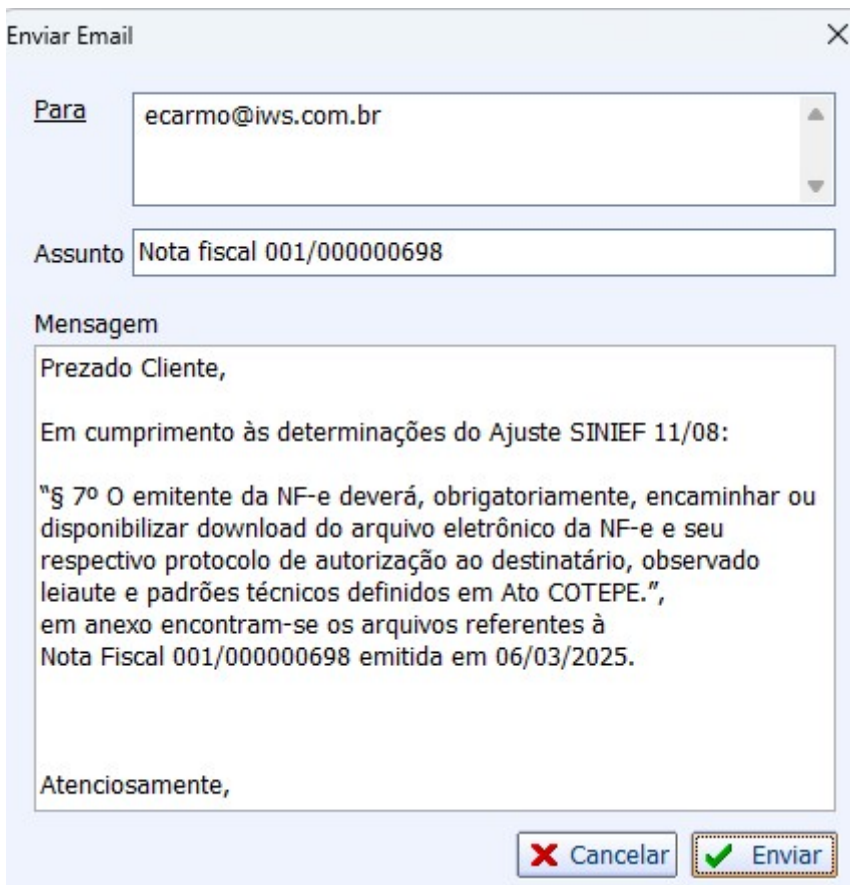 Enviar Email
Para
ecarmo@iws.com.br
Assunto
Nota fiscal 001/000000698
Mensagem
Prezado Cliente,
Em cumprimento às determinações do Ajuste SINIEF 11/08:
“§ 7º O emitente da NF-e deverá, obrigatoriamente, encaminhar ou
disponibilizar download do arquivo eletrônico da NF-e e seu
respectivo protocolo de autorização ao destinatário, observado
leiaute e padrões técnicos definidos em Ato COTEPE.”,
em anexo encontram-se os arquivos referentes à
Nota Fiscal 001/000000698 emitida em 06/03/2025.
Atenciosamente,
Cancelar
Enviar